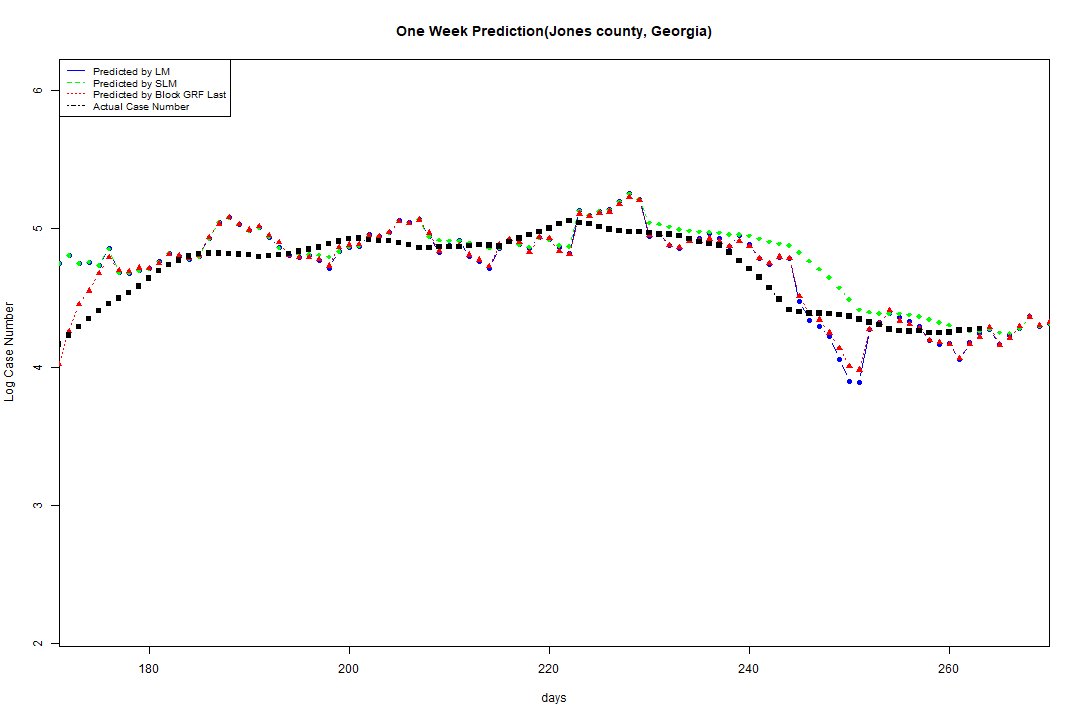 One Week Prediction(Jones county, Georgia)
Predicted by LM
Predicted by SLM
Predicted by Block GRF Last
Actual Case Number
6
5
4
3
2
Log Case Number
180 200 220 240 260
days